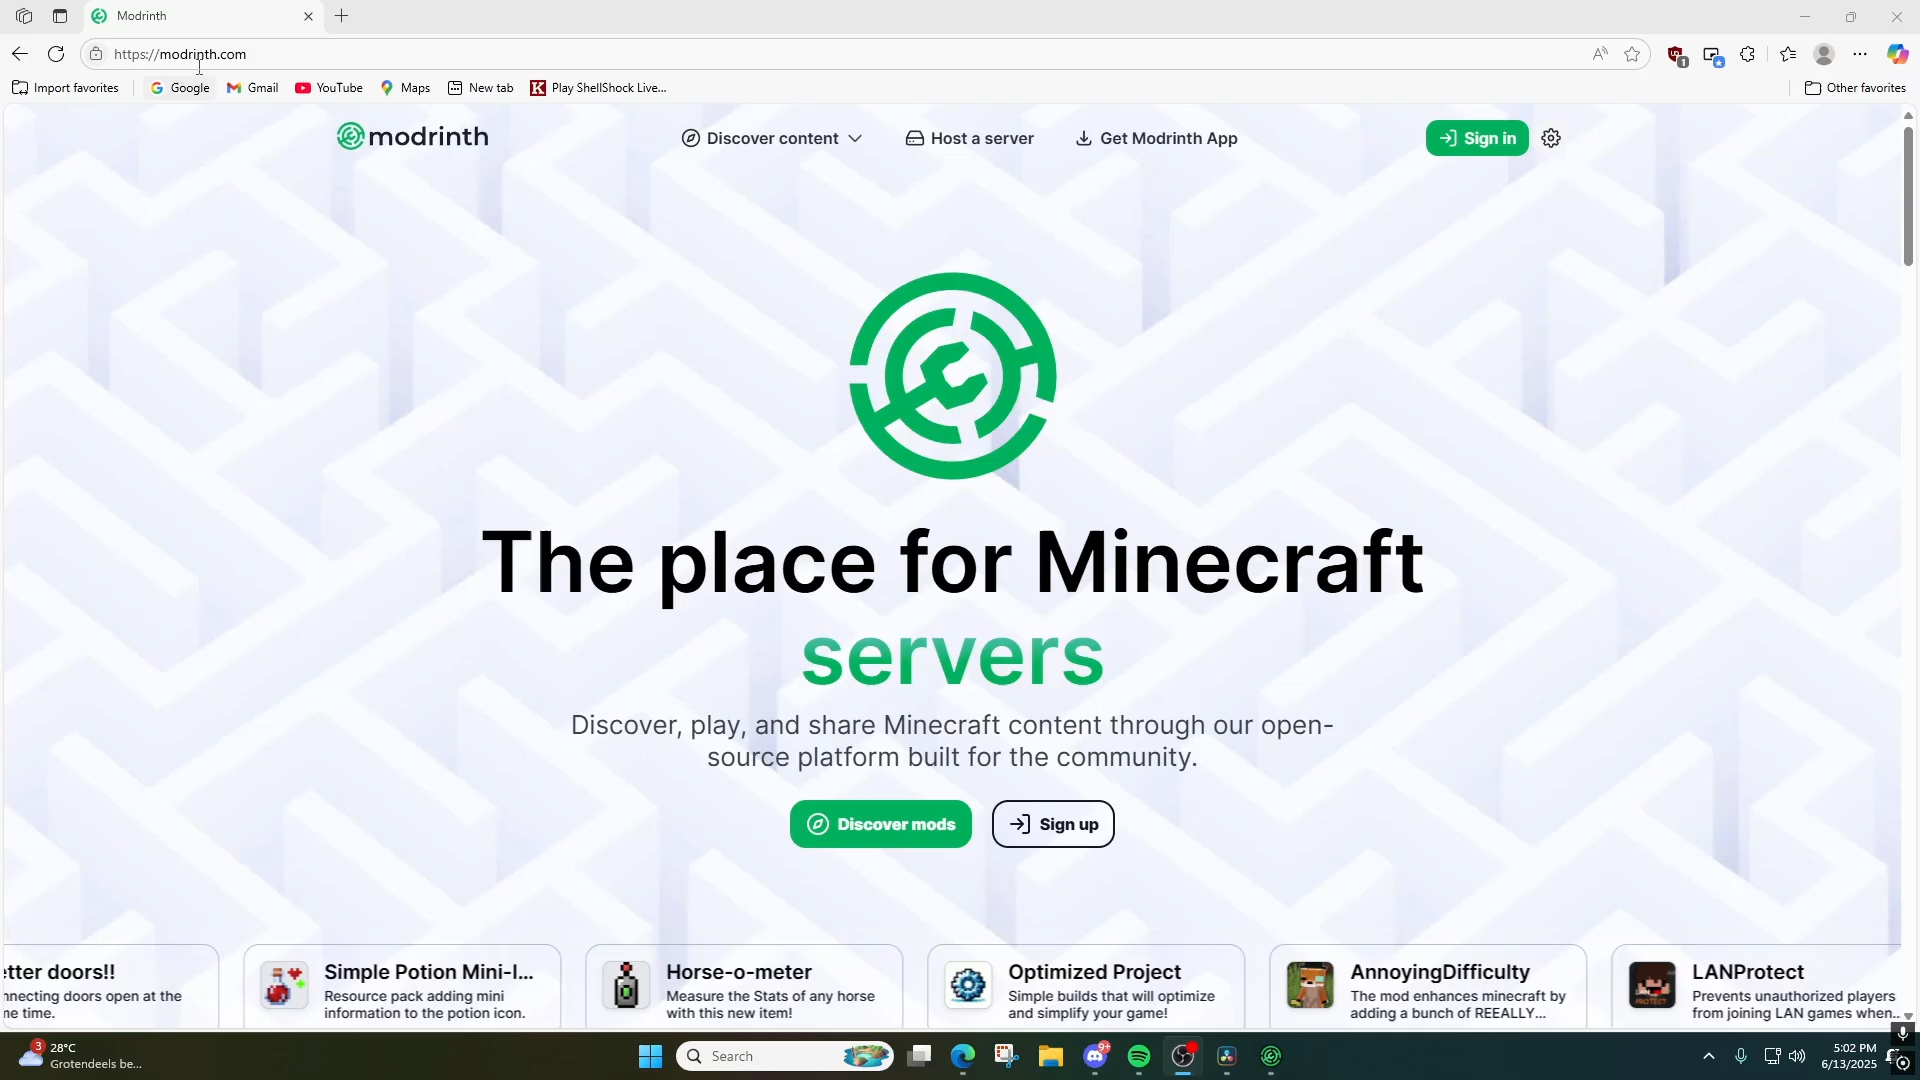 Modrinth
https://modrinth.com
1
Import favorites
Google
Gmail
YouTube
Maps
New tab
Play ShellShock Live...
Other favorites
modrinth
Discover content
Host a server
Get Modrinth App
Sign in
The place for Minecraft
servers
Discover, play, and share Minecraft content through our open-
source platform built for the community.
Discover mods
Sign up
etter doors!!
nnecting doors open at the
ne time.
Simple Potion Mini-I...
Resource pack adding mini
information to the potion icon.
Horse-o-meter
Measure the Stats of any horse
with this new item!
Optimized Project
Simple builds that will optimize
and simplify your game!
AnnoyingDifficulty
The mod enhances minecraft by
adding a bunch of REEALLY...
PROTECT
LANProtect
Prevents unauthorized players
from joining LAN games when...
3
28°C
Grotendeels be...
Search
9+
5:02 PM
6/13/2025